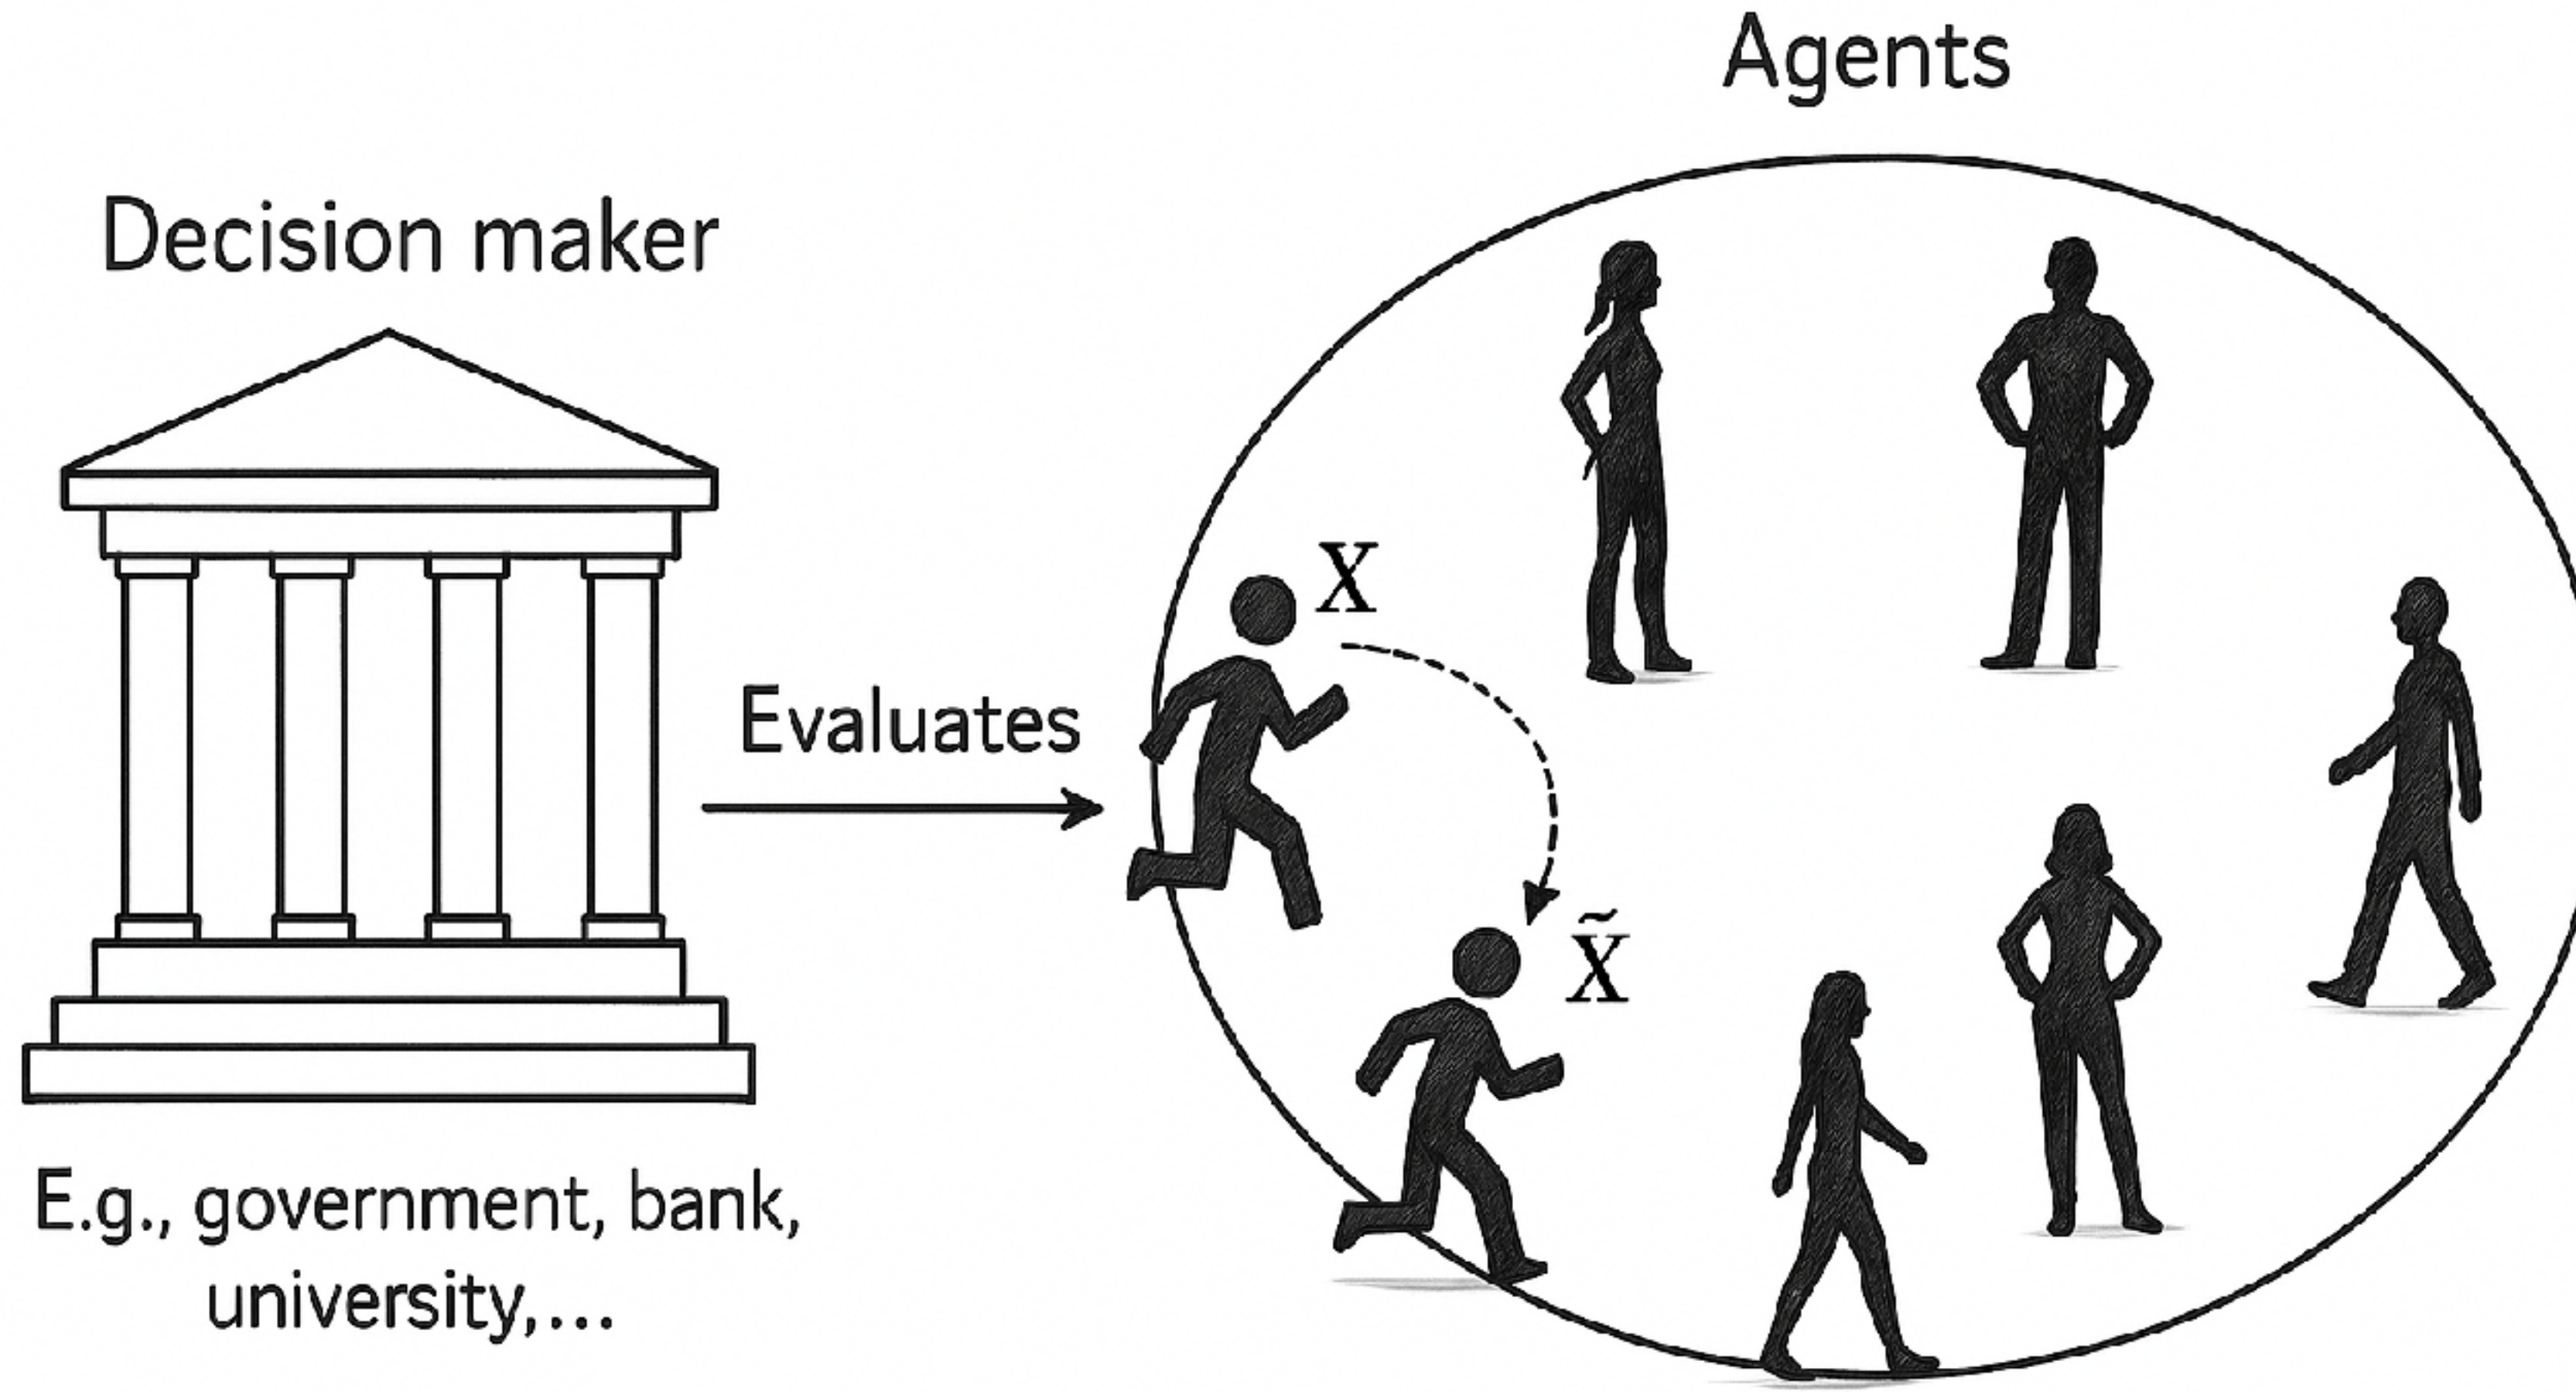 Agents
Decision maker
Evaluates
X
X̃
E.g., government, bank,
university,...